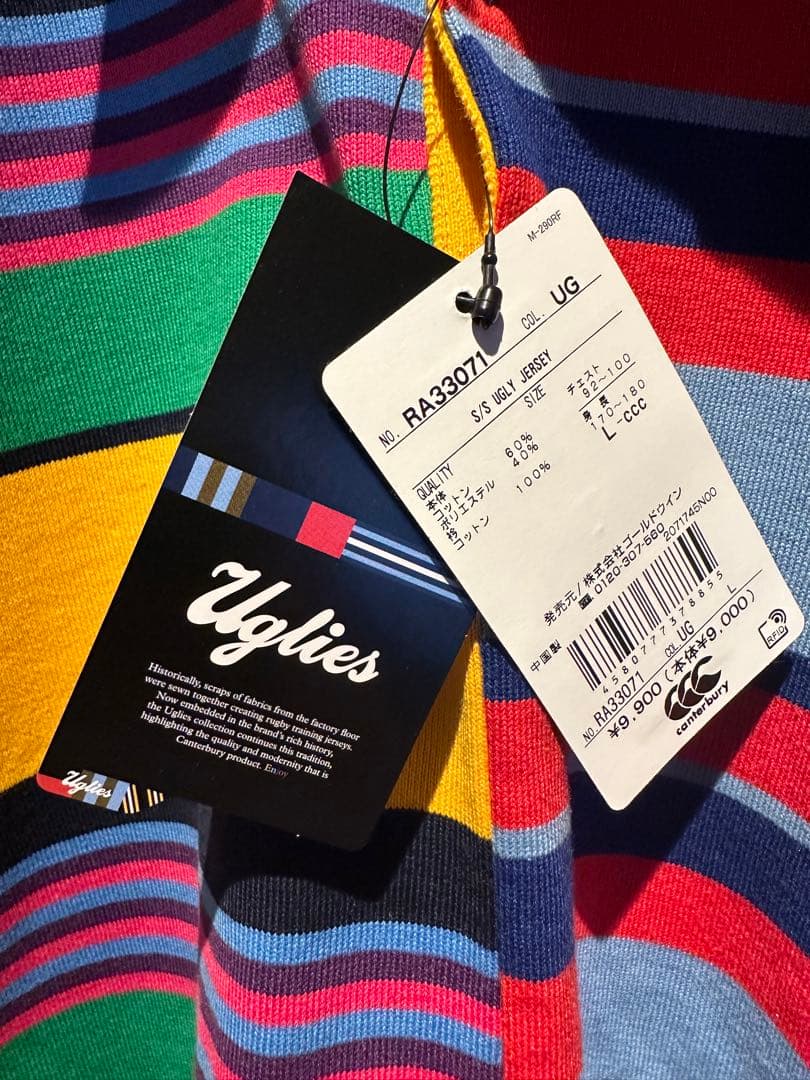 M-290RF
NO. RA33071 COL. UG
S/S UGLY JERSEY
SIZE
チェスト
92~100
身 長
170~180
L -CCC
QUALITY
本体
コットン 60%
ポリエステル 40%
衿
コットン 100%
発売元/株式会社ゴールドウイン
☎0120-307-560 2071745N00
中国製
4580777378855
NO.RA33071 COL.UG L
¥9,900 (本体¥9,000)
RFID
canterbury
Uglies
Historically, scraps of fabrics from the factory floor
were sewn together creating rugby training jerseys.
Now embedded in the brand's rich history,
the Uglies collection continues this tradition,
highlighting the quality and modernity that is
Canterbury product. Enjoy
Uglies